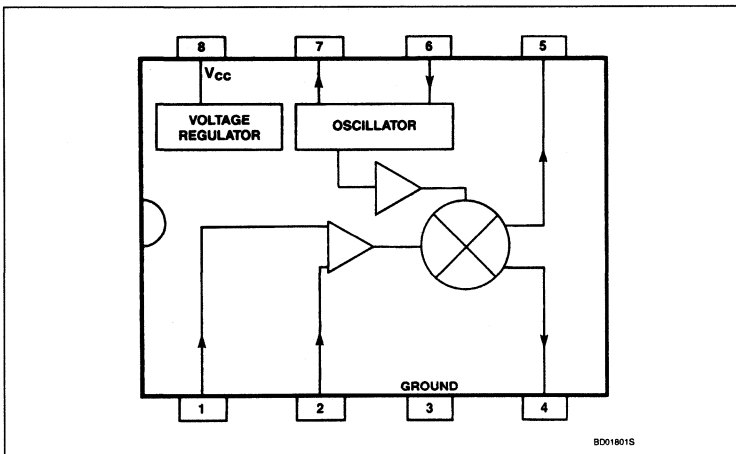 8 7 6 5
VCC
VOLTAGE
REGULATOR
OSCILLATOR
GROUND
1 2 3 4
BD01801S